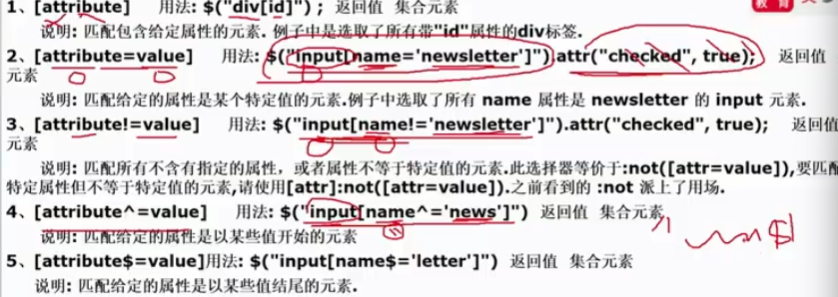 1、[attribute] 用法: $("div[id]") ; 返回值 集合元素
说明: 匹配包含给定属性的元素. 例子中是选取了所有带"id"属性的div标签.
2、[attribute=value] 用法: $("input[name='newsletter']").attr("checked", true); 返回值
元素
说明: 匹配给定的属性是某个特定值的元素.例子中选取了所有 name 属性是 newsletter 的 input 元素.
3、[attribute!=value] 用法: $("input[name!='newsletter']").attr("checked", true); 返回值
元素
说明: 匹配所有不含有指定的属性，或者属性不等于特定值的元素.此选择器等价于:not([attr=value]),要匹配
特定属性但不等于特定值的元素,请使用[attr]:not([attr=value]).之前看到的 :not 派上了用场.
4、[attribute^=value] 用法: $("input[name^='news']") 返回值 集合元素
说明: 匹配给定的属性是以某些值开始的元素
5、[attribute$=value]用法: $("input[name$='letter']") 返回值 集合元素
说明: 匹配给定的属性是以某些值结尾的元素.